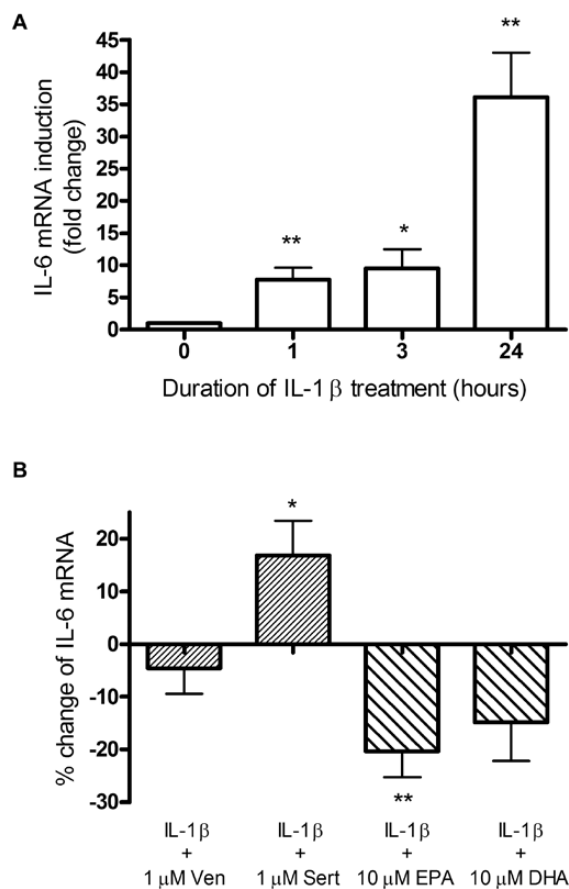 A
IL-6 mRNA induction
(fold change)
45
40
35
30
25
20
15
10
5
0
**
*
**
0 1 3 24
Duration of IL-1 β treatment (hours)
B
% change of IL-6 mRNA
20
10
0
-10
-20
-30
*
**
IL-1β IL-1β IL-1β IL-1β
+ + + +
1 μM Ven 1 μM Sert 10 μM EPA 10 μM DHA